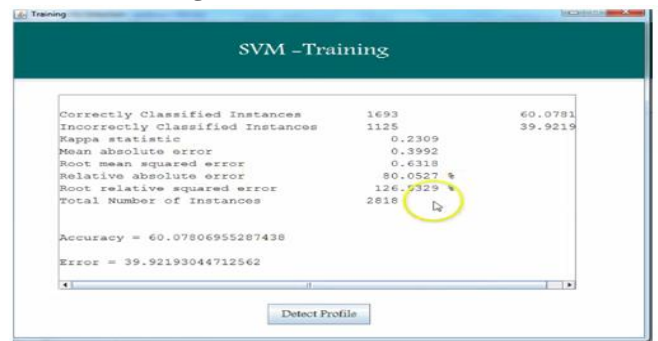 Training
SVM –Training
Correctly Classified Instances 1693 60.0781
Incorrectly Classified Instances 1125 39.9219
Kappa statistic 0.2309
Mean absolute error 0.3992
Root mean squared error 0.6318
Relative absolute error 80.0527 %
Root relative squared error 126.5329 %
Total Number of Instances 2818
Accuracy = 60.07806955287438
Error = 39.92193044712562
Detect Profile